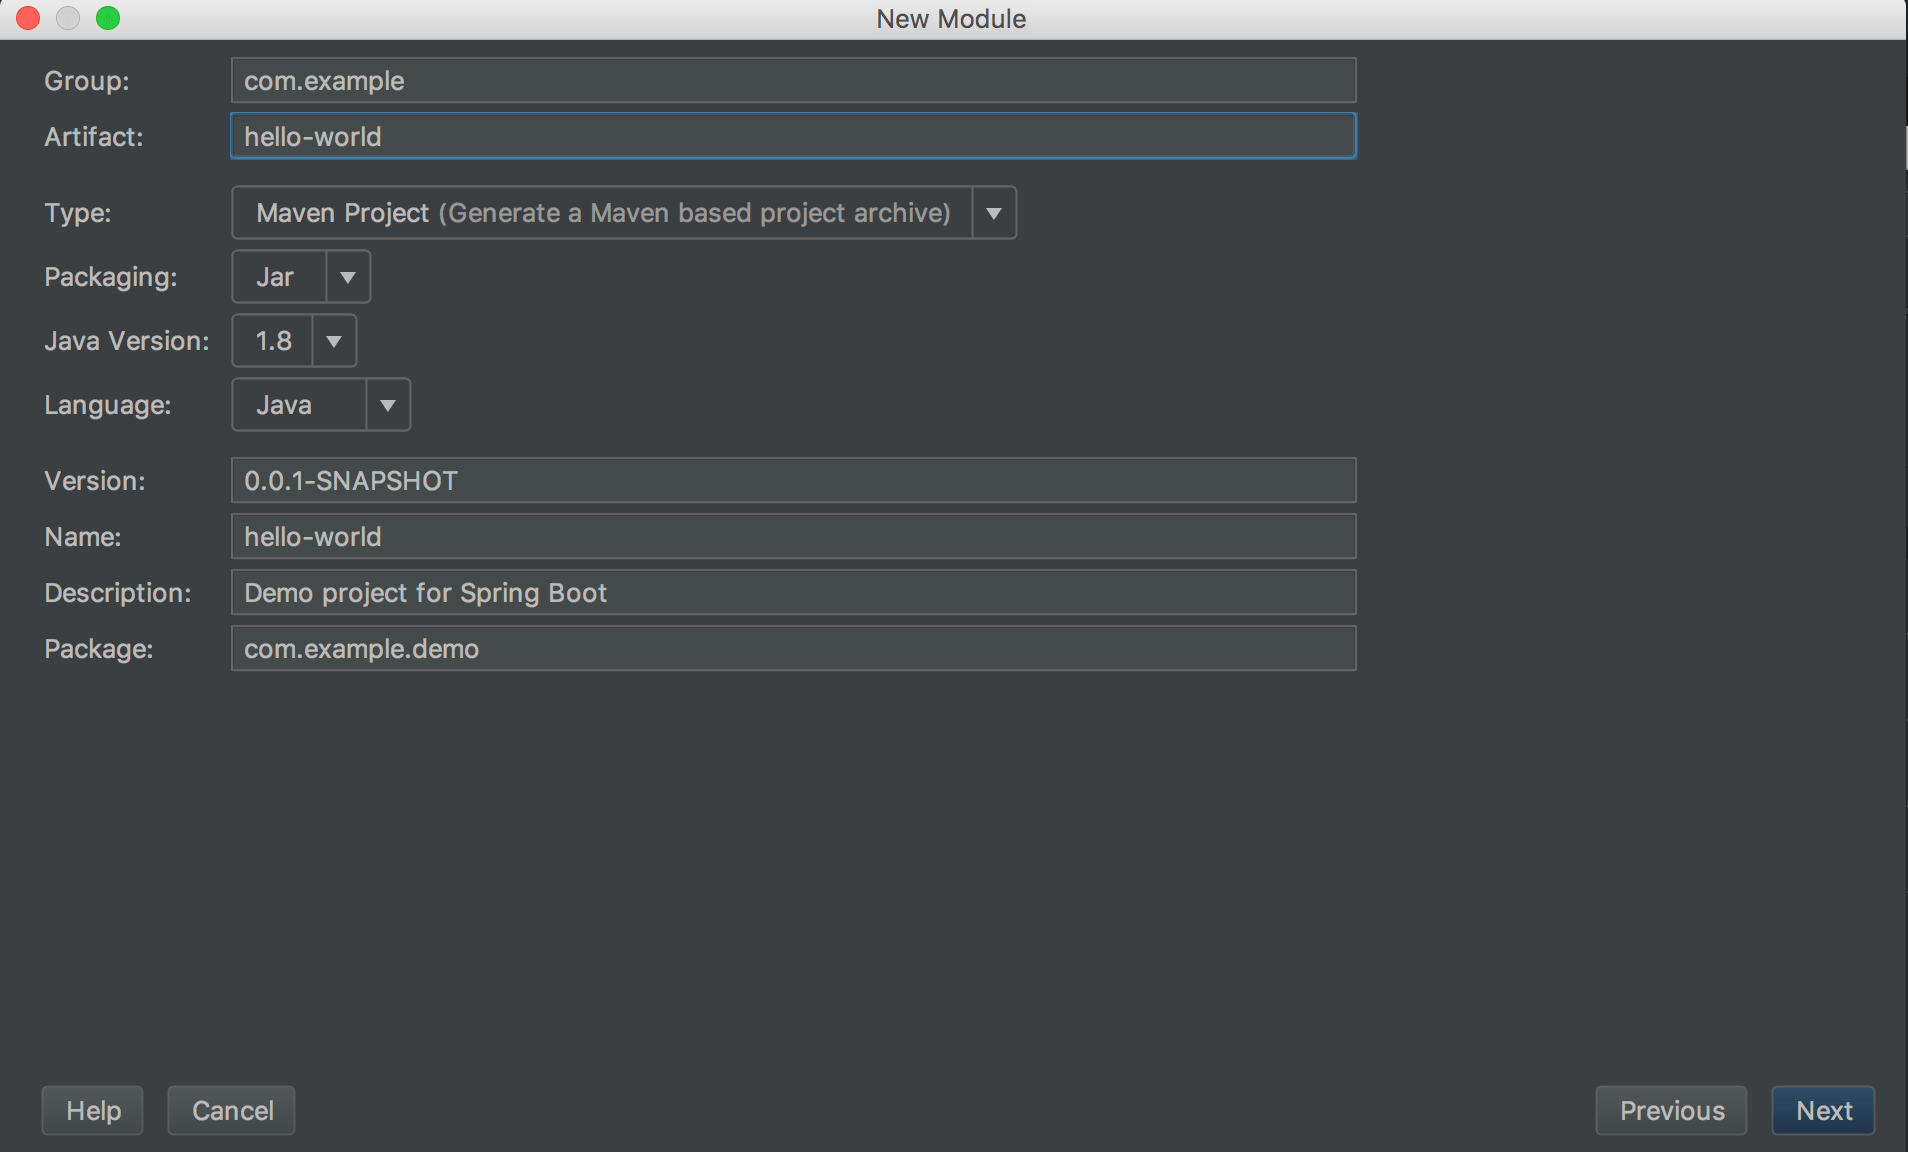 New Module
Group: com.example
Artifact: hello-world
Type: Maven Project (Generate a Maven based project archive)
Packaging: Jar
Java Version: 1.8
Language: Java
Version: 0.0.1-SNAPSHOT
Name: hello-world
Description: Demo project for Spring Boot
Package: com.example.demo
Help Cancel Previous Next